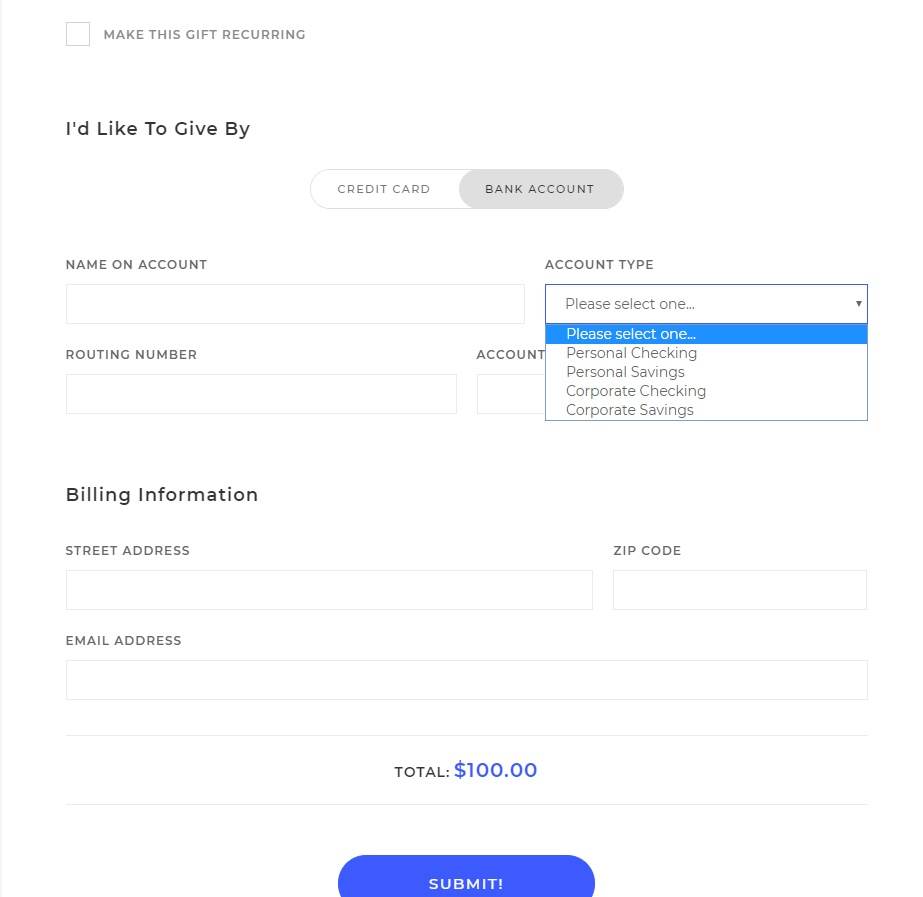 MAKE THIS GIFT RECURRING
I'd Like To Give By
CREDIT CARD
BANK ACCOUNT
NAME ON ACCOUNT
ACCOUNT TYPE
Please select one...
Please select one...
Personal Checking
Personal Savings
Corporate Checking
Corporate Savings
ROUTING NUMBER
ACCOUNT
Billing Information
STREET ADDRESS
ZIP CODE
EMAIL ADDRESS
TOTAL: $100.00
SUBMIT!